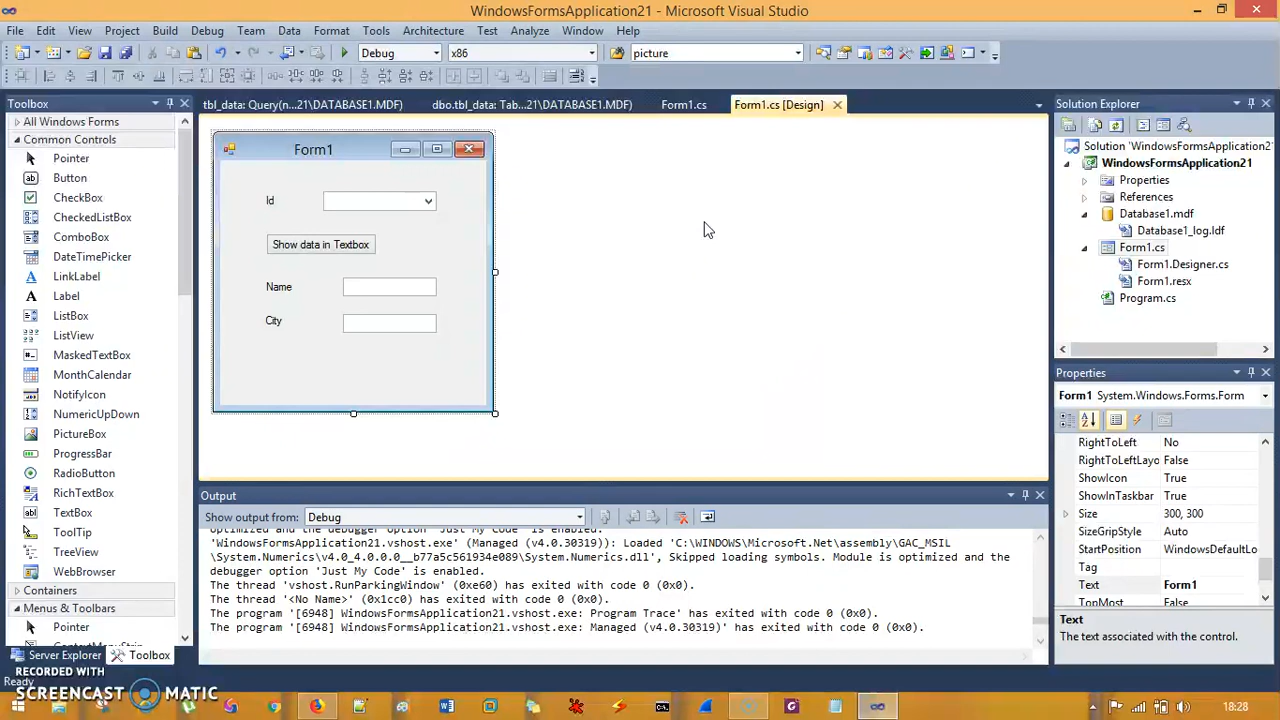 WindowsFormsApplication21 - Microsoft Visual Studio
File Edit View Project Build Debug Team Data Format Tools Architecture Test Analyze Window Help
Debug x86 picture
Toolbox
All Windows Forms
Common Controls
Pointer
Button
CheckBox
CheckedListBox
ComboBox
DateTimePicker
LinkLabel
Label
ListBox
ListView
MaskedTextBox
MonthCalendar
NotifyIcon
NumericUpDown
PictureBox
ProgressBar
RadioButton
RichTextBox
TextBox
ToolTip
TreeView
WebBrowser
Containers
Menus & Toolbars
Pointer
Server Explorer Toolbox
tbl_data: Query(n...21\DATABASE1.MDF) dbo.tbl_data: Tab...21\DATABASE1.MDF) Form1.cs Form1.cs [Design]
Form1
Id
Show data in Textbox
Name
City
Output
Show output from: Debug
optimized and the debugger option 'Just My Code' is enabled.
'WindowsFormsApplication21.vshost.exe' (Managed (v4.0.30319)): Loaded 'C:\WINDOWS\Microsoft.Net\assembly\GAC_MSIL
\System.Numerics\v4.0_4.0.0.0__b77a5c561934e089\System.Numerics.dll', Skipped loading symbols. Module is optimized and the
debugger option 'Just My Code' is enabled.
The thread 'vshost.RunParkingWindow' (0xe60) has exited with code 0 (0x0).
The thread '<No Name>' (0x1cc0) has exited with code 0 (0x0).
The program '[6948] WindowsFormsApplication21.vshost.exe: Program Trace' has exited with code 0 (0x0).
The program '[6948] WindowsFormsApplication21.vshost.exe: Managed (v4.0.30319)' has exited with code 0 (0x0).
Solution Explorer
Solution 'WindowsFormsApplication21'
WindowsFormsApplication21
Properties
References
Database1.mdf
Database1_log.ldf
Form1.cs
Form1.Designer.cs
Form1.resx
Program.cs
Properties
Form1 System.Windows.Forms.Form
RightToLeft No
RightToLeftLayo False
ShowIcon True
ShowInTaskbar True
Size 300, 300
SizeGripStyle Auto
StartPosition WindowsDefaultLo
Tag
Text Form1
TopMost False
Text
The text associated with the control.
RECORDED WITH
SCREENCAST MATIC
18:28